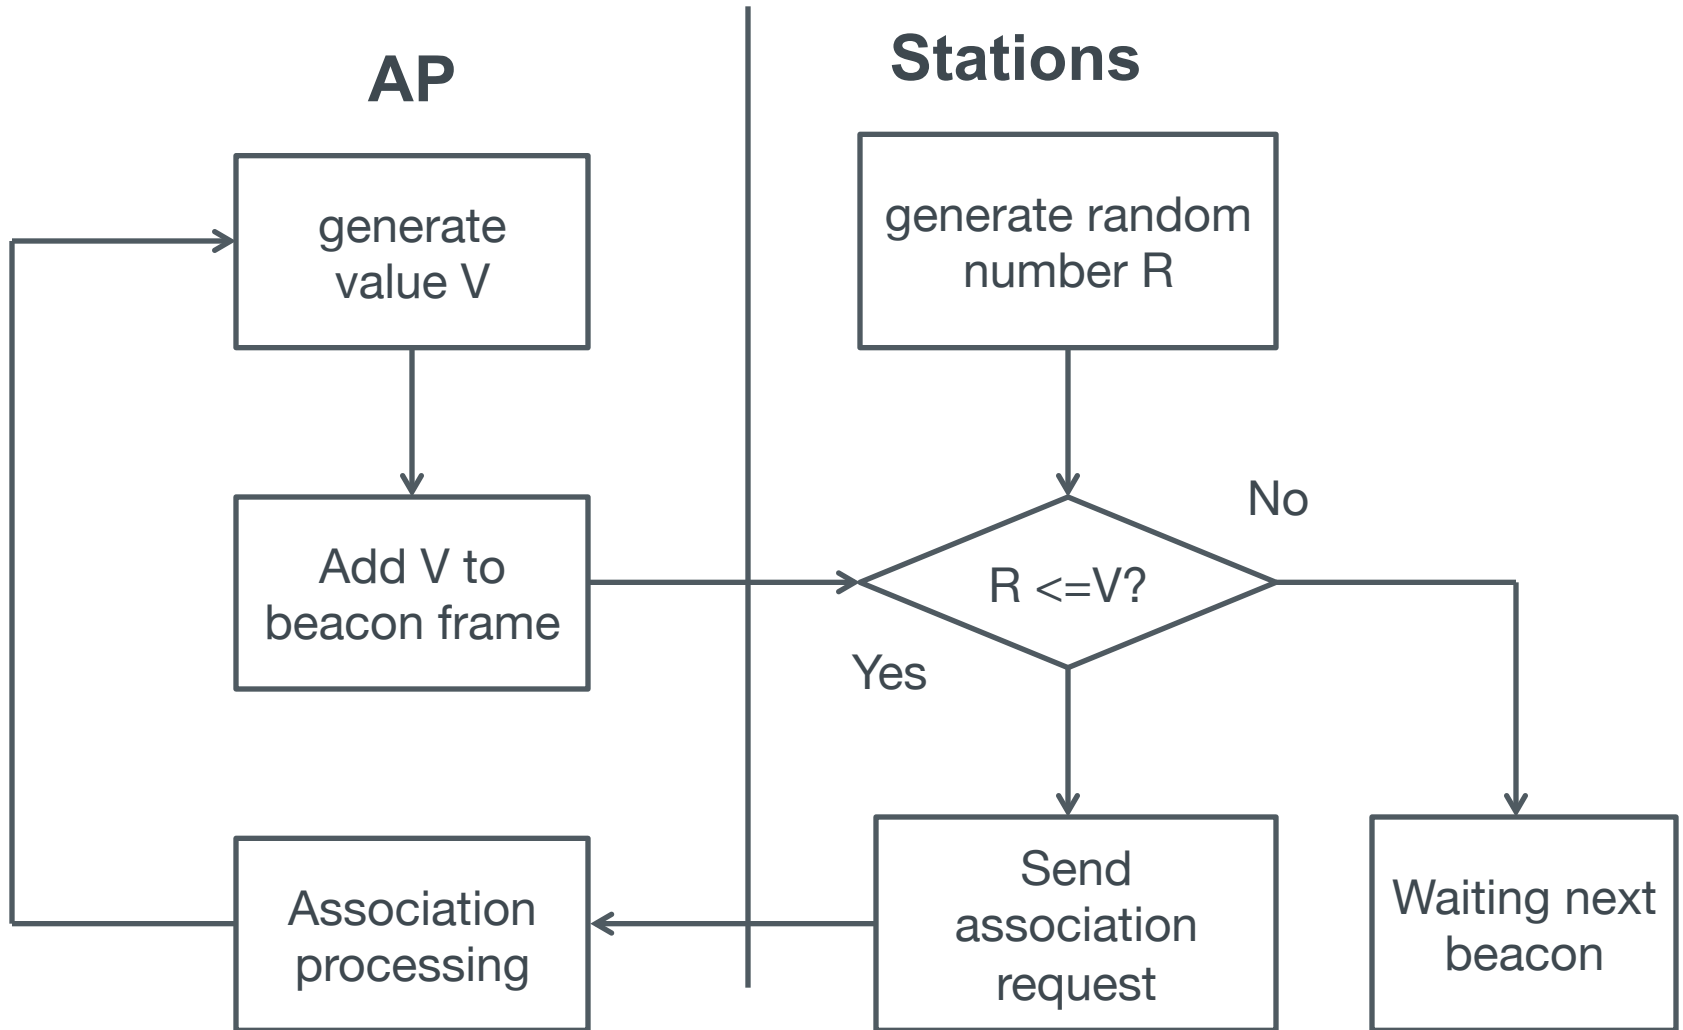 AP
Stations
generate
value V
generate random
number R
No
Add V to
beacon frame
R <=V?
Yes
Association
processing
Send
association
request
Waiting next
beacon